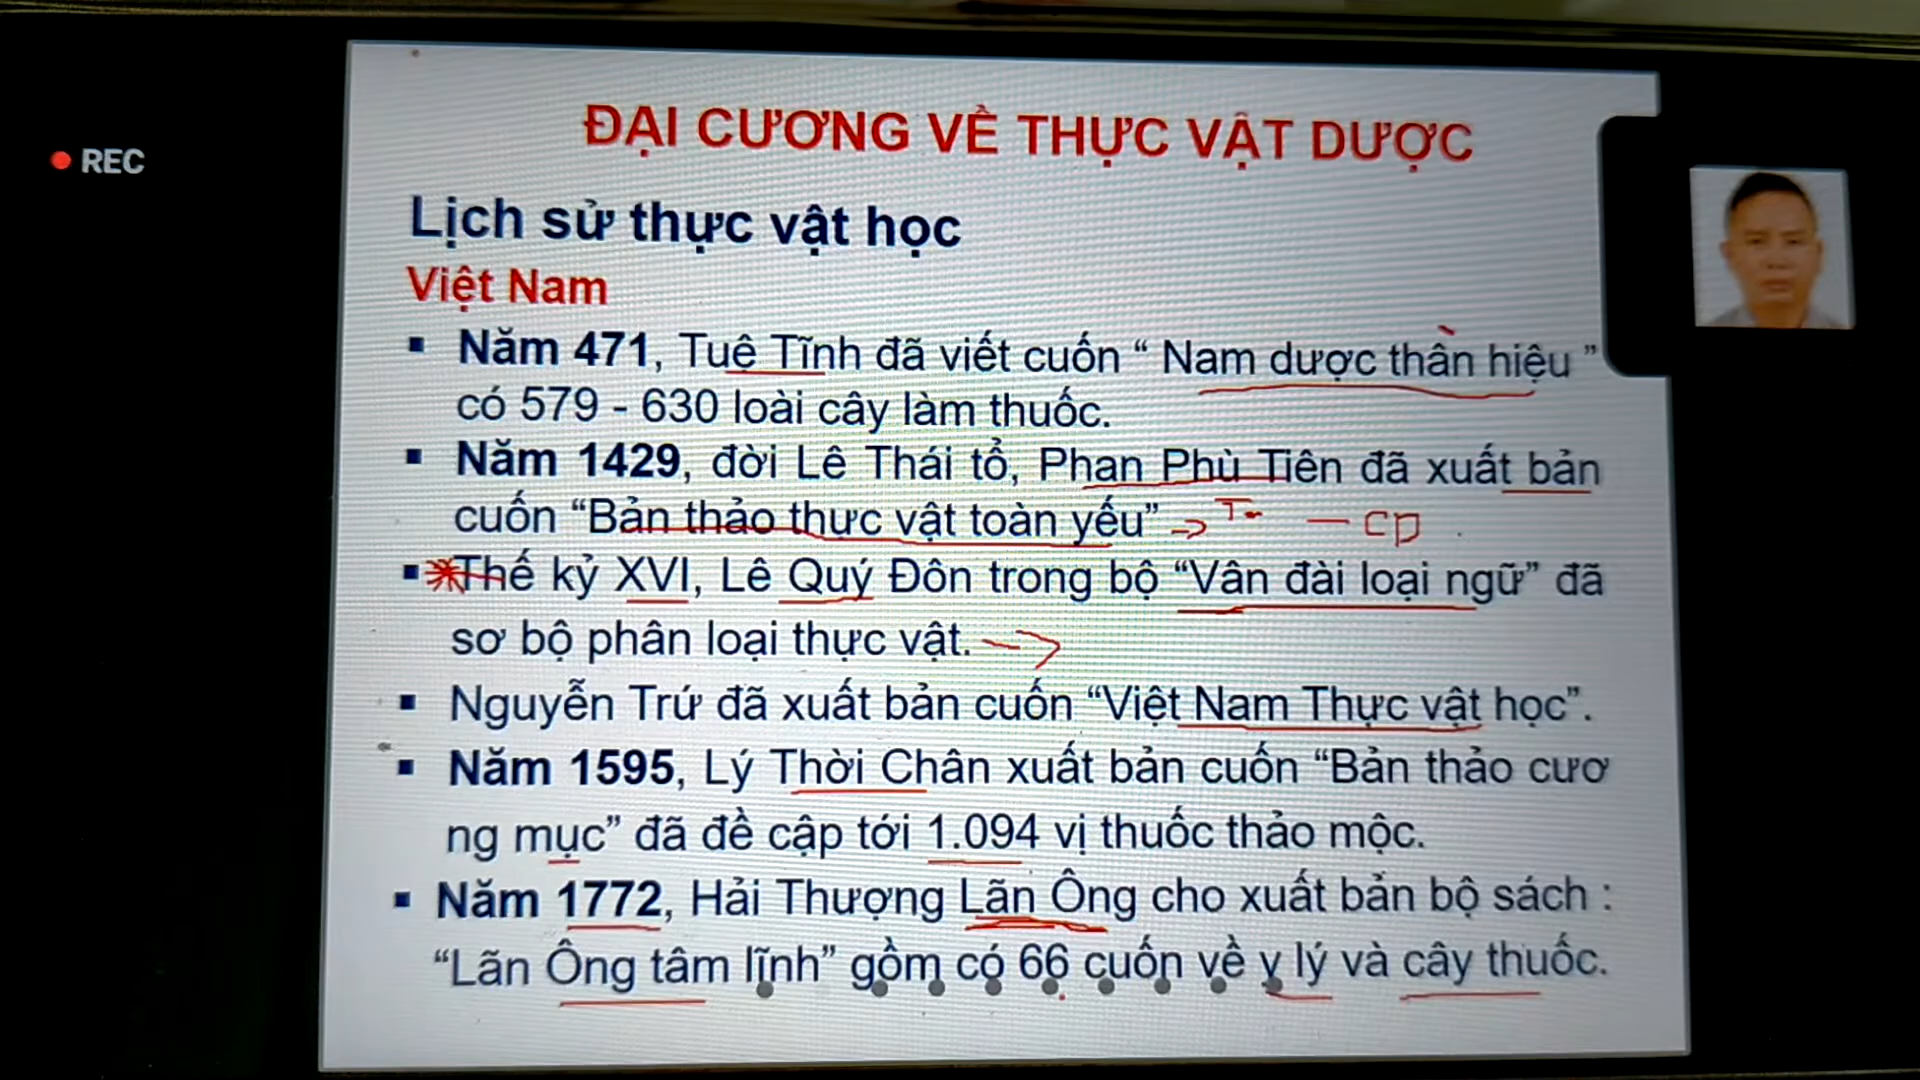 REC
ĐẠI CƯƠNG VỀ THỰC VẬT DƯỢC
Lịch sử thực vật học
Việt Nam
▪ Năm 471, Tuệ Tĩnh đã viết cuốn “ Nam dược thần hiệu ”
có 579 - 630 loài cây làm thuốc.
▪ Năm 1429, đời Lê Thái tổ, Phan Phù Tiên đã xuất bản
cuốn “Bản thảo thực vật toàn yếu”
▪ Thế kỷ XVI, Lê Quý Đôn trong bộ “Vân đài loại ngữ” đã
sơ bộ phân loại thực vật.
▪ Nguyễn Trứ đã xuất bản cuốn “Việt Nam Thực vật học”.
▪ Năm 1595, Lý Thời Chân xuất bản cuốn “Bản thảo cươ
ng mục” đã đề cập tới 1.094 vị thuốc thảo mộc.
▪ Năm 1772, Hải Thượng Lãn Ông cho xuất bản bộ sách :
“Lãn Ông tâm lĩnh” gồm có 66 cuốn về y lý và cây thuốc.